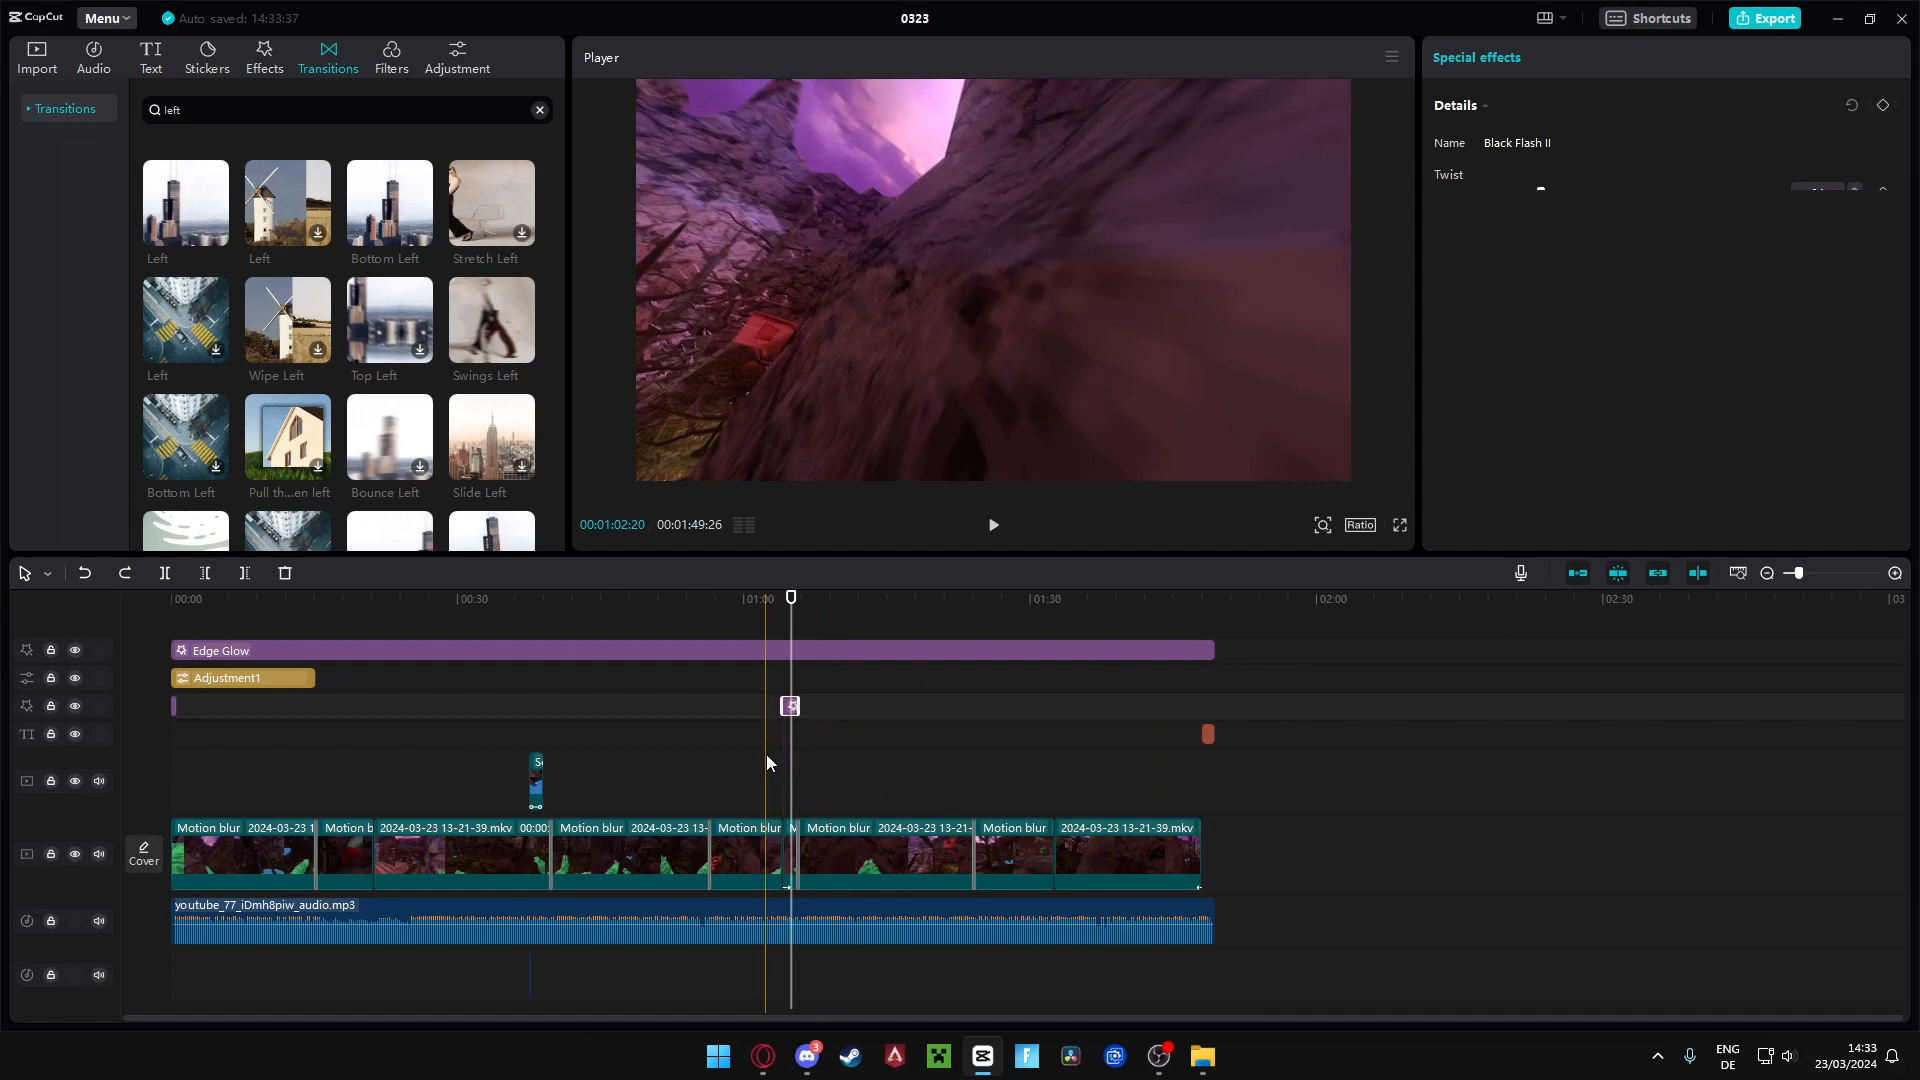 CapCut
Menu
Auto saved: 14:33:37
0323
Shortcuts
Export
Import
Audio
Text
Stickers
Effects
Transitions
Filters
Adjustment
Player
Special effects
Transitions
left
Details
Name
Black Flash II
Twist
Left
Left
Bottom Left
Stretch Left
Left
Wipe Left
Top Left
Swings Left
Bottom Left
Pull th...en left
Bounce Left
Slide Left
00:01:02:20
00:01:49:26
Ratio
00:00
00:30
01:00
01:30
02:00
02:30
03
Edge Glow
Adjustment1
Cover
Motion blur
2024-03-23 1
Motion b
2024-03-23 13-21-39.mkv
00:00:
Motion blur
2024-03-23 13-
Motion blur
M
Motion blur
2024-03-23 13-21-
Motion blur
2024-03-23 13-21-39.mkv
youtube_77_iDmh8piw_audio.mp3
3
ENG
DE
14:33
23/03/2024